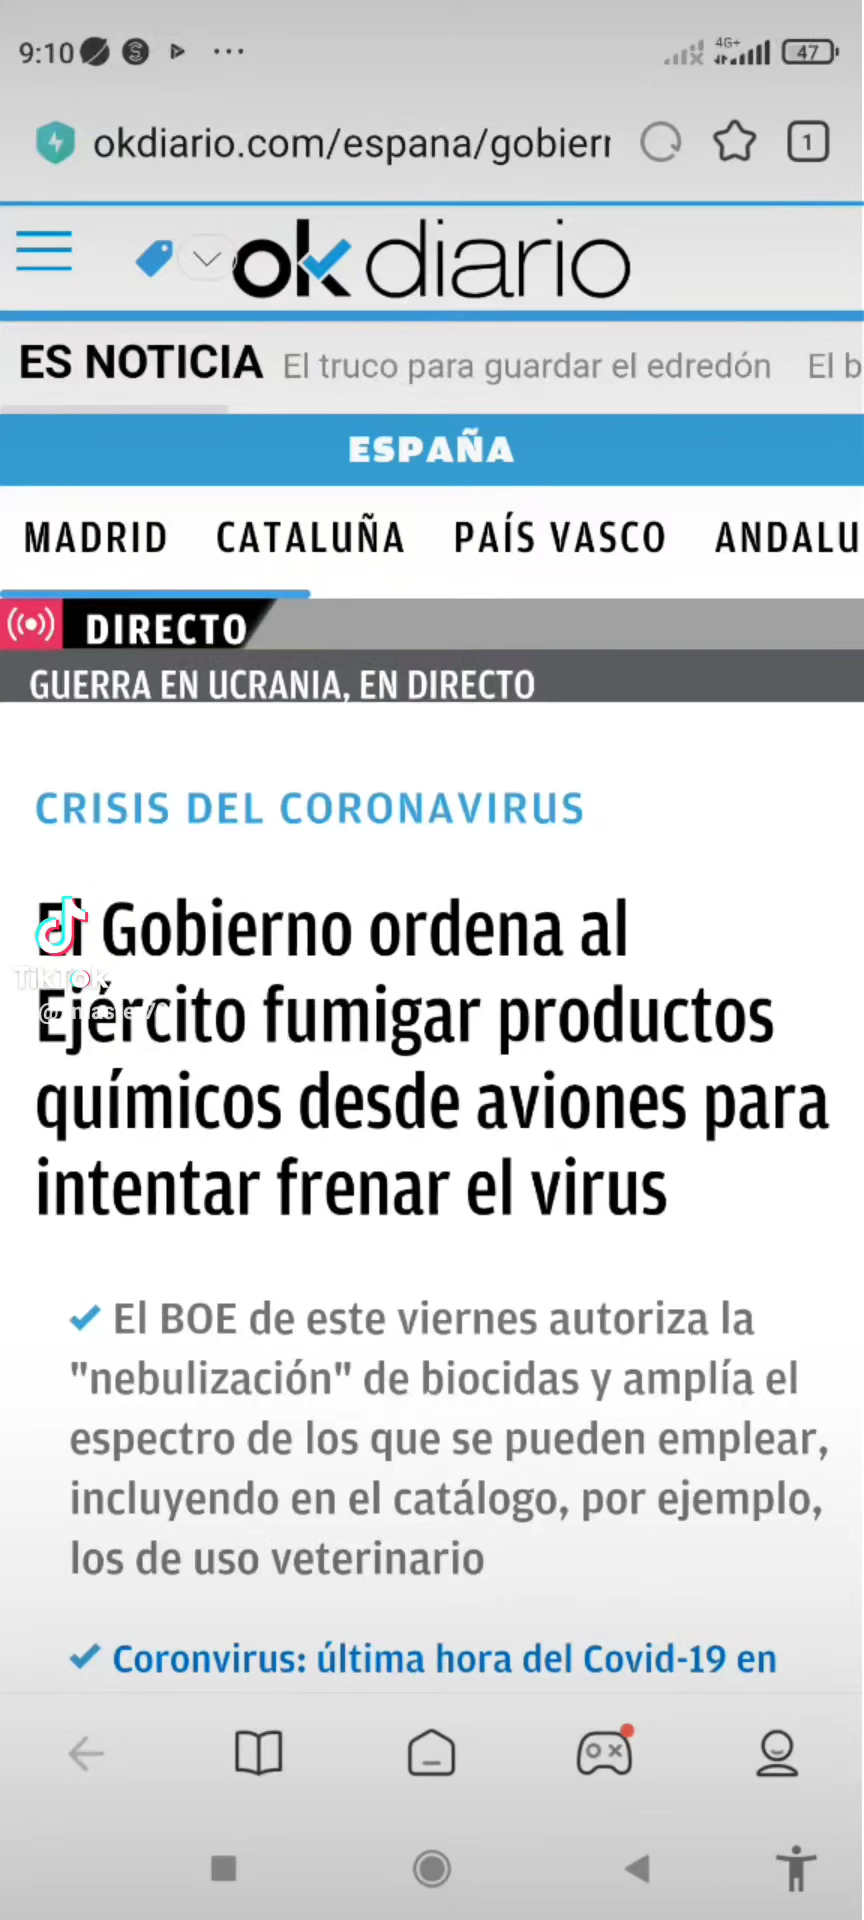 9:10
4G+
47
okdiario.com/espana/gobierr
1
ok diario
ES NOTICIA El truco para guardar el edredón El b
ESPAÑA
MADRID CATALUÑA PAÍS VASCO ANDALU
DIRECTO
GUERRA EN UCRANIA, EN DIRECTO
CRISIS DEL CORONAVIRUS
El Gobierno ordena al
TikTok
Ejército fumigar productos
químicos desde aviones para
intentar frenar el virus
El BOE de este viernes autoriza la
"nebulización" de biocidas y amplía el
espectro de los que se pueden emplear,
incluyendo en el catálogo, por ejemplo,
los de uso veterinario
Coronvirus: última hora del Covid-19 en